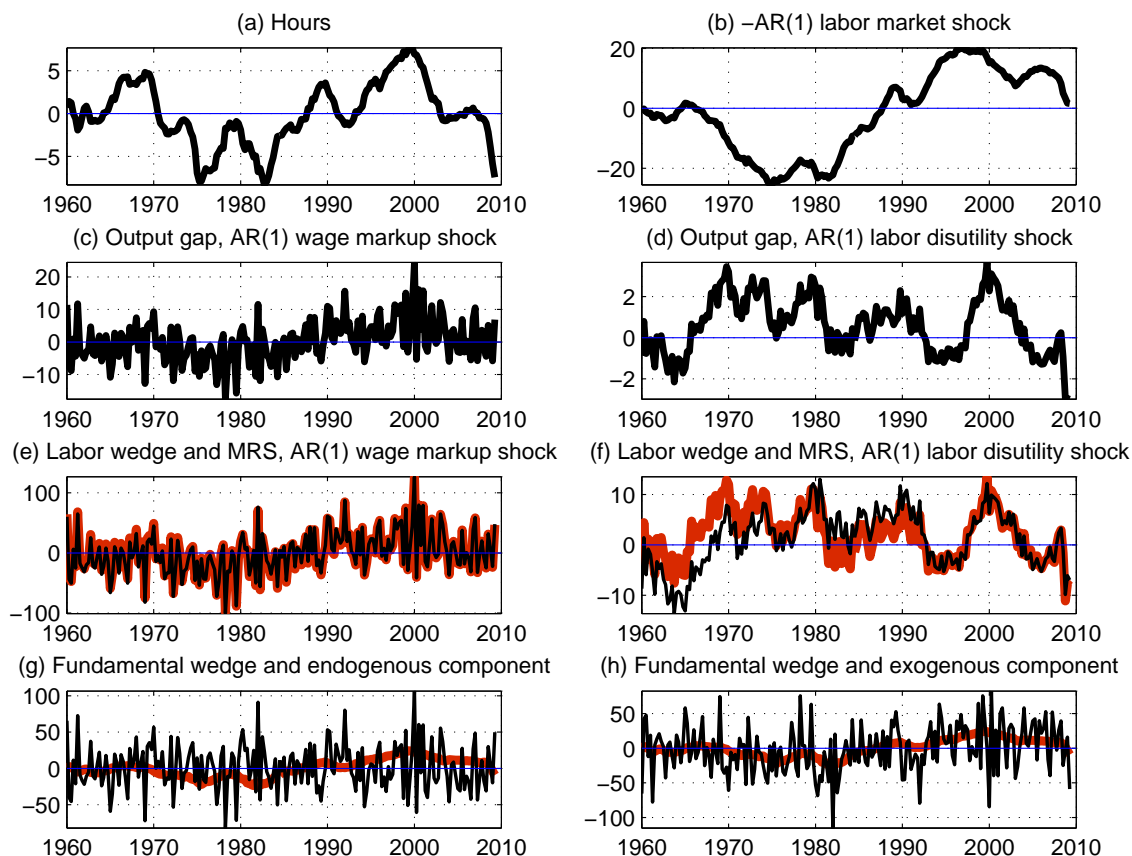 (a) Hours
5
0
−5
1960 1970 1980 1990 2000 2010
(b) −AR(1) labor market shock
20
0
−20
1960 1970 1980 1990 2000 2010
(c) Output gap, AR(1) wage markup shock
20
10
0
−10
1960 1970 1980 1990 2000 2010
(d) Output gap, AR(1) labor disutility shock
2
0
−2
1960 1970 1980 1990 2000 2010
(e) Labor wedge and MRS, AR(1) wage markup shock
100
0
−100
1960 1970 1980 1990 2000 2010
(f) Labor wedge and MRS, AR(1) labor disutility shock
10
0
−10
1960 1970 1980 1990 2000 2010
(g) Fundamental wedge and endogenous component
100
50
0
−50
1960 1970 1980 1990 2000 2010
(h) Fundamental wedge and exogenous component
50
0
−50
−100
1960 1970 1980 1990 2000 2010